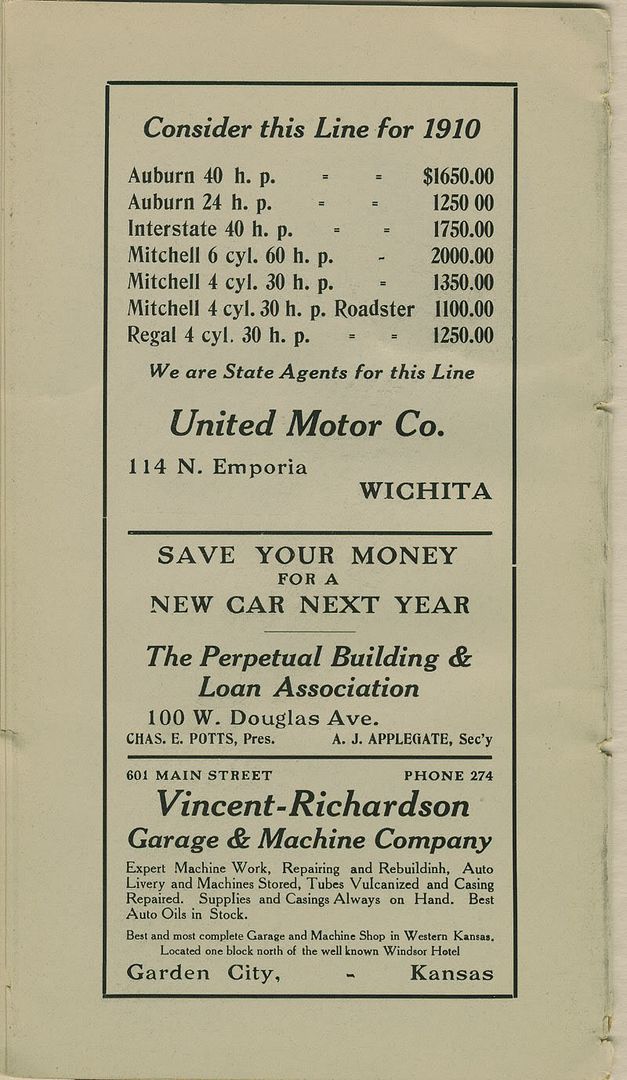 Consider this Line for 1910
Auburn 40 h. p. = = $1650.00
Auburn 24 h. p. = = 1250 00
Interstate 40 h. p. = = 1750.00
Mitchell 6 cyl. 60 h. p. - 2000.00
Mitchell 4 cyl. 30 h. p. = 1350.00
Mitchell 4 cyl. 30 h. p. Roadster 1100.00
Regal 4 cyl. 30 h. p. = = 1250.00
We are State Agents for this Line
United Motor Co.
114 N. Emporia
WICHITA
SAVE YOUR MONEY
FOR A
NEW CAR NEXT YEAR
The Perpetual Building &
Loan Association
100 W. Douglas Ave.
CHAS. E. POTTS, Pres. A. J. APPLEGATE, Sec'y
601 MAIN STREET PHONE 274
Vincent-Richardson
Garage & Machine Company
Expert Machine Work, Repairing and Rebuildinh, Auto
Livery and Machines Stored, Tubes Vulcanized and Casing
Repaired. Supplies and Casings Always on Hand. Best
Auto Oils in Stock.
Best and most complete Garage and Machine Shop in Western Kansas.
Located one block north of the well known Windsor Hotel
Garden City, - Kansas